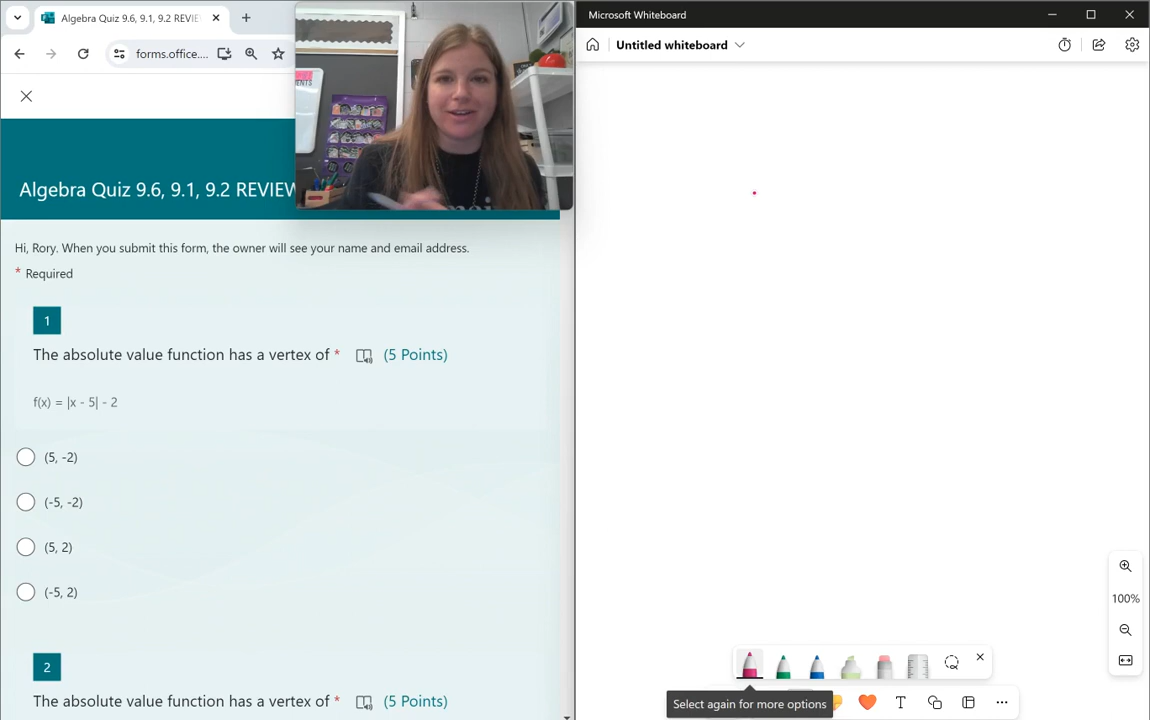 Algebra Quiz 9.6, 9.1, 9.2 REVIE
Microsoft Whiteboard
forms.office....
Untitled whiteboard
Algebra Quiz 9.6, 9.1, 9.2 REVIEW
Hi, Rory. When you submit this form, the owner will see your name and email address.
* Required
1
The absolute value function has a vertex of * (5 Points)
f(x) = |x - 5| - 2
(5, -2)
(-5, -2)
(5, 2)
(-5, 2)
2
The absolute value function has a vertex of * (5 Points)
100%
Select again for more options
T